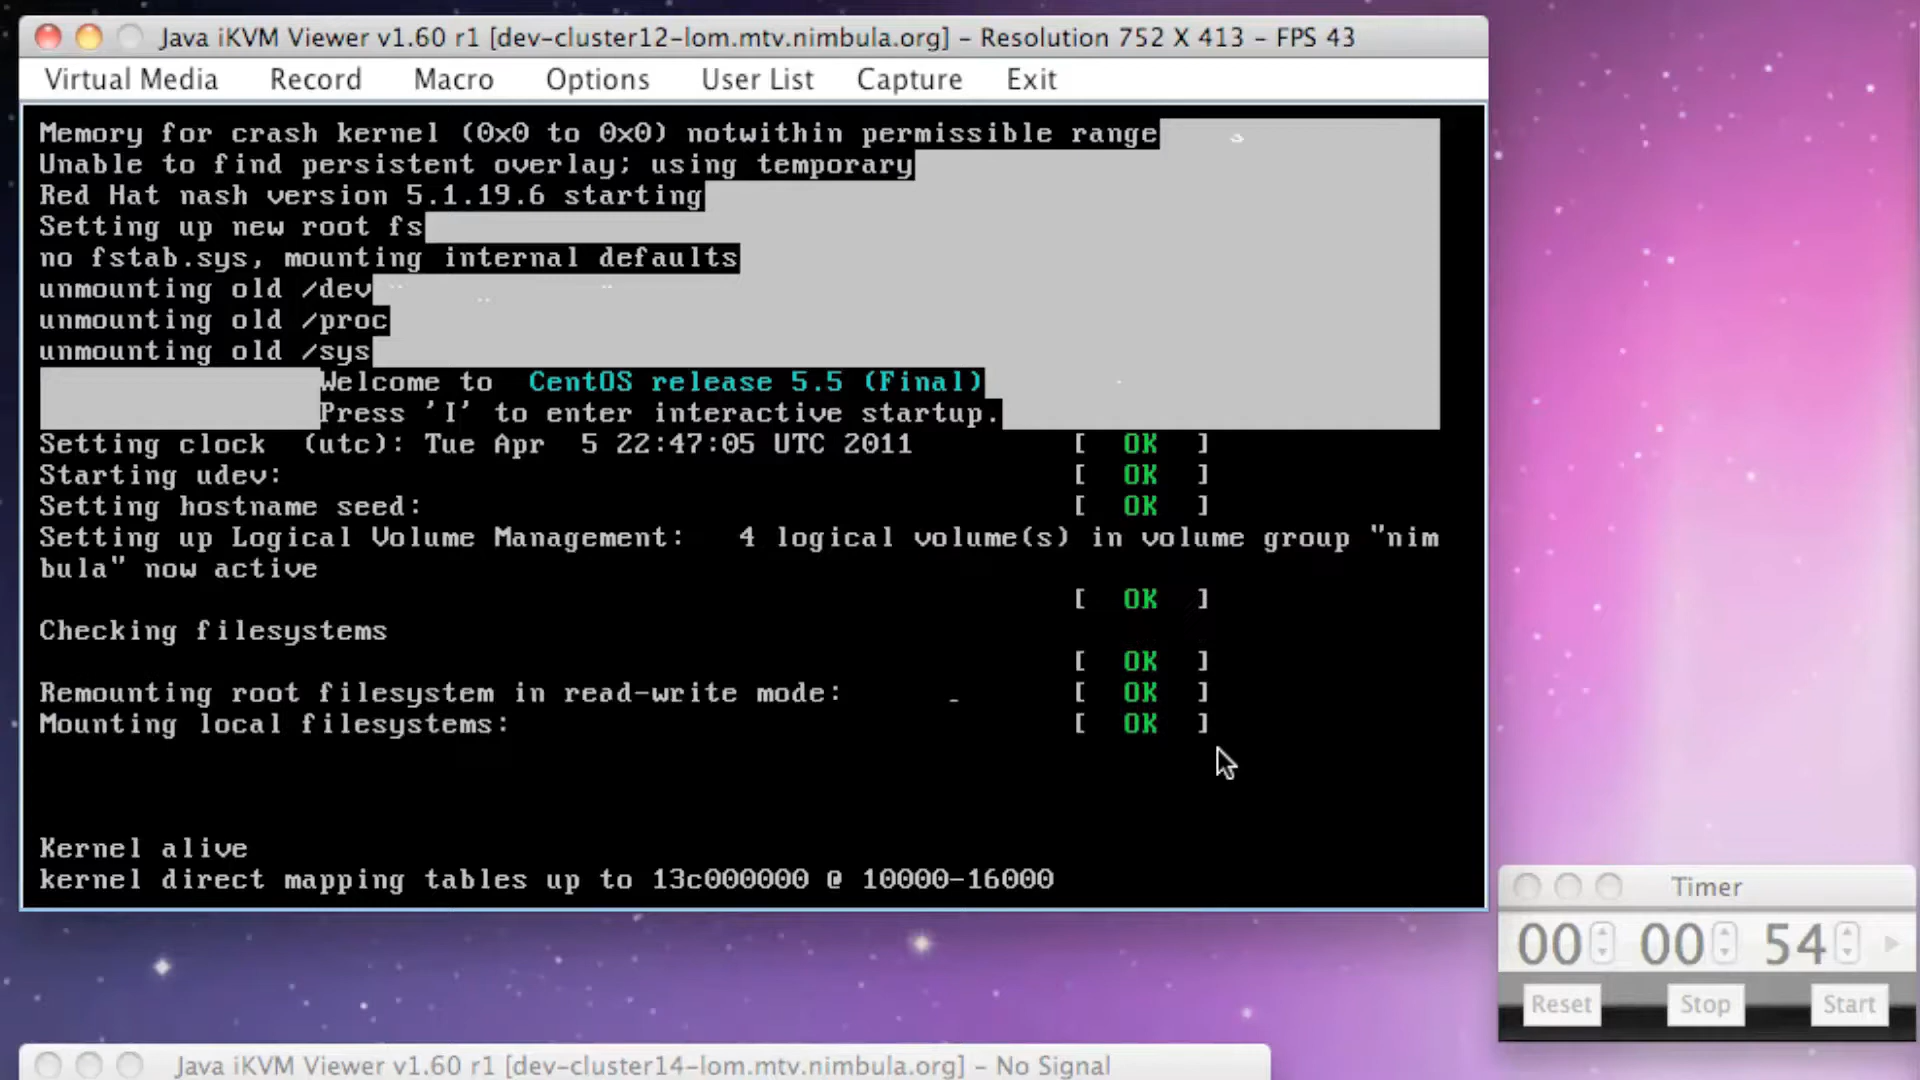 Java iKVM Viewer v1.60 r1 [dev-cluster12-lom.mtv.nimbula.org] – Resolution 752 X 413 – FPS 43
Virtual Media Record Macro Options User List Capture Exit
Memory for crash kernel (0x0 to 0x0) notwithin permissible range
Unable to find persistent overlay; using temporary
Red Hat nash version 5.1.19.6 starting
Setting up new root fs
no fstab.sys, mounting internal defaults
unmounting old /dev
unmounting old /proc
unmounting old /sys
Welcome to CentOS release 5.5 (Final)
Press 'I' to enter interactive startup.
Setting clock (utc): Tue Apr 5 22:47:05 UTC 2011 [ OK ]
Starting udev: [ OK ]
Setting hostname seed: [ OK ]
Setting up Logical Volume Management: 4 logical volume(s) in volume group "nim
bula" now active
[ OK ]
Checking filesystems
[ OK ]
Remounting root filesystem in read-write mode: [ OK ]
Mounting local filesystems: [ OK ]
Kernel alive
kernel direct mapping tables up to 13c000000 @ 10000-16000
Timer
00 00 54
Reset Stop Start
Java iKVM Viewer v1.60 r1 [dev-cluster14-lom.mtv.nimbula.org] – No Signal